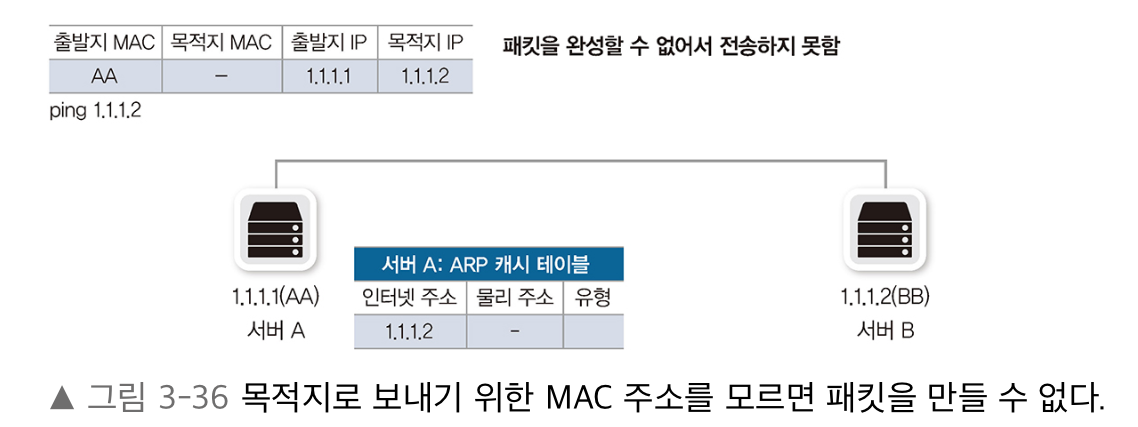 출발지 MAC 목적지 MAC 출발지 IP 목적지 IP
AA – 1.1.1.1 1.1.1.2
패킷을 완성할 수 없어서 전송하지 못함
ping 1.1.1.2
서버 A: ARP 캐시 테이블
인터넷 주소 물리 주소 유형
1.1.1.2 –
1.1.1.1(AA)
서버 A
1.1.1.2(BB)
서버 B
▲ 그림 3-36 목적지로 보내기 위한 MAC 주소를 모르면 패킷을 만들 수 없다.